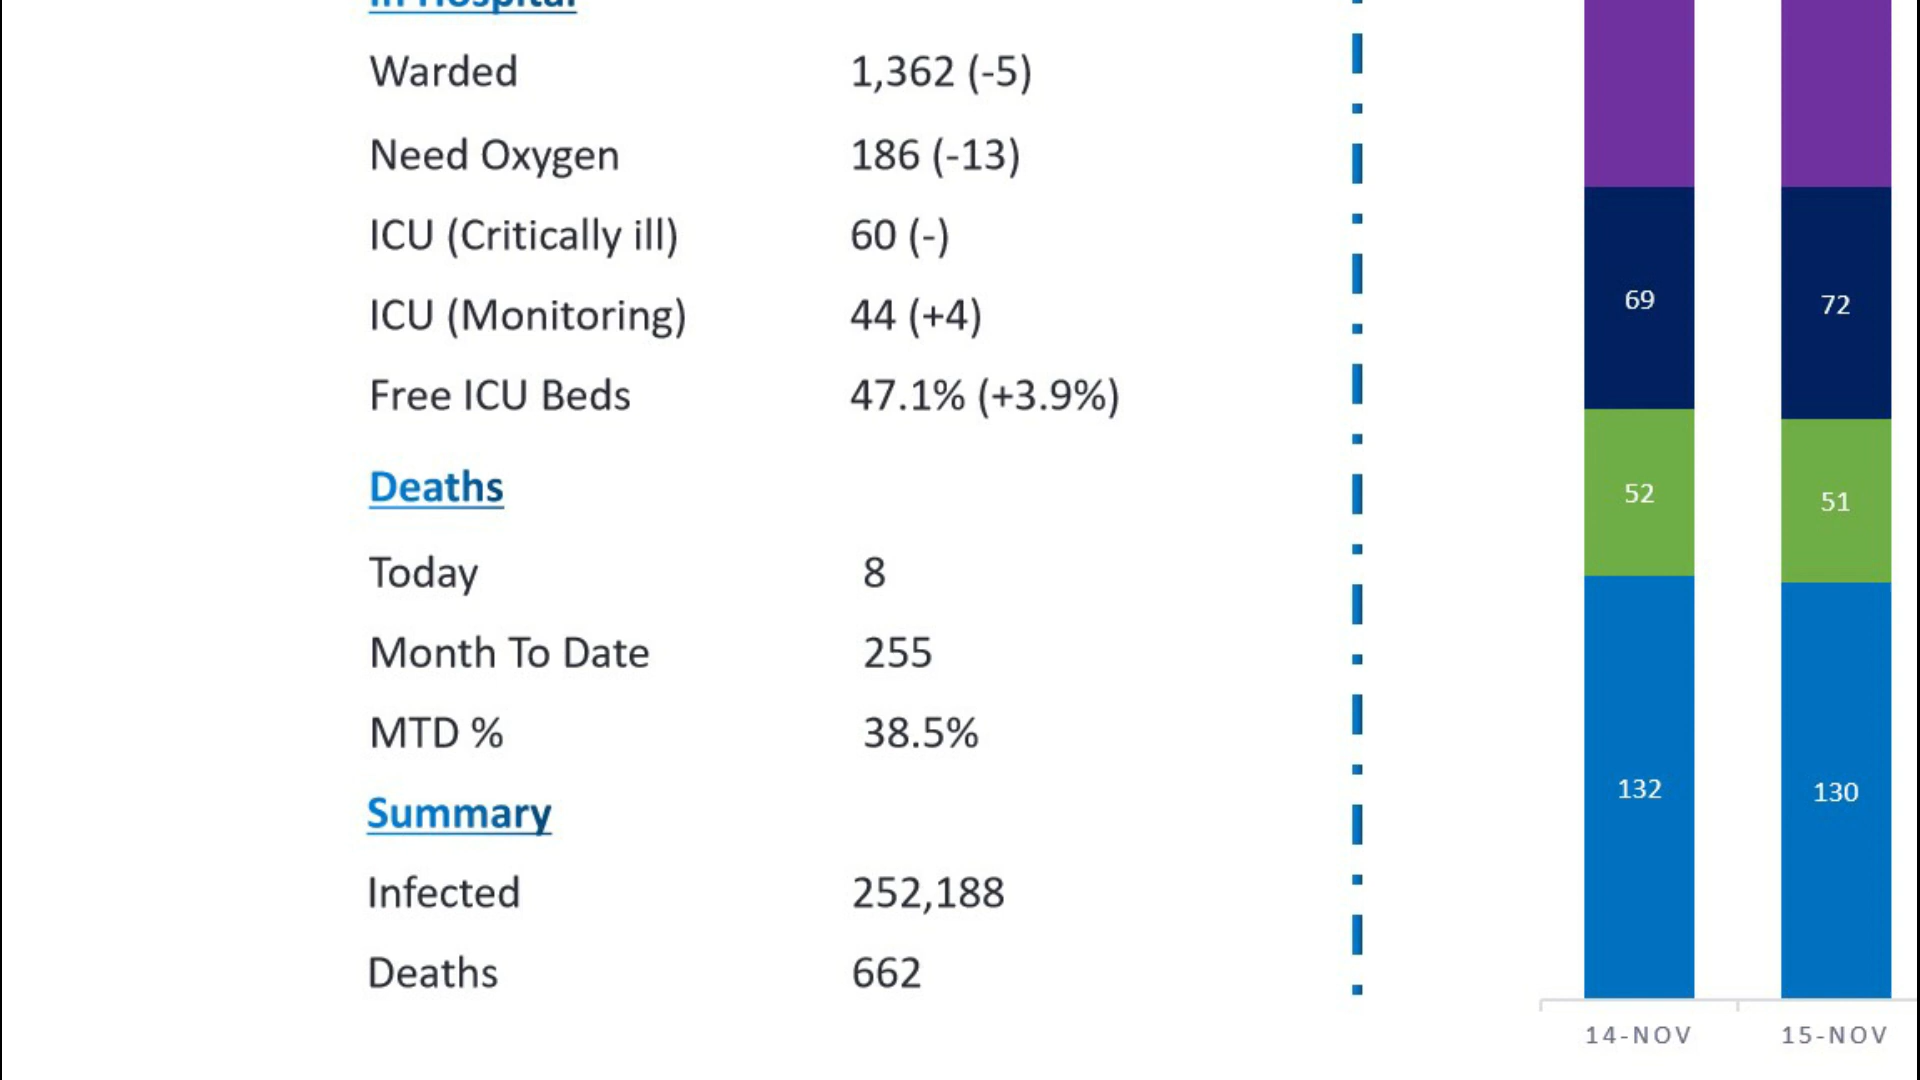 In Hospital
Warded 1,362 (-5)
Need Oxygen 186 (-13)
ICU (Critically ill) 60 (-)
ICU (Monitoring) 44 (+4)
Free ICU Beds 47.1% (+3.9%)
Deaths
Today 8
Month To Date 255
MTD % 38.5%
Summary
Infected 252,188
Deaths 662
69 72
52 51
132 130
14-NOV 15-NOV